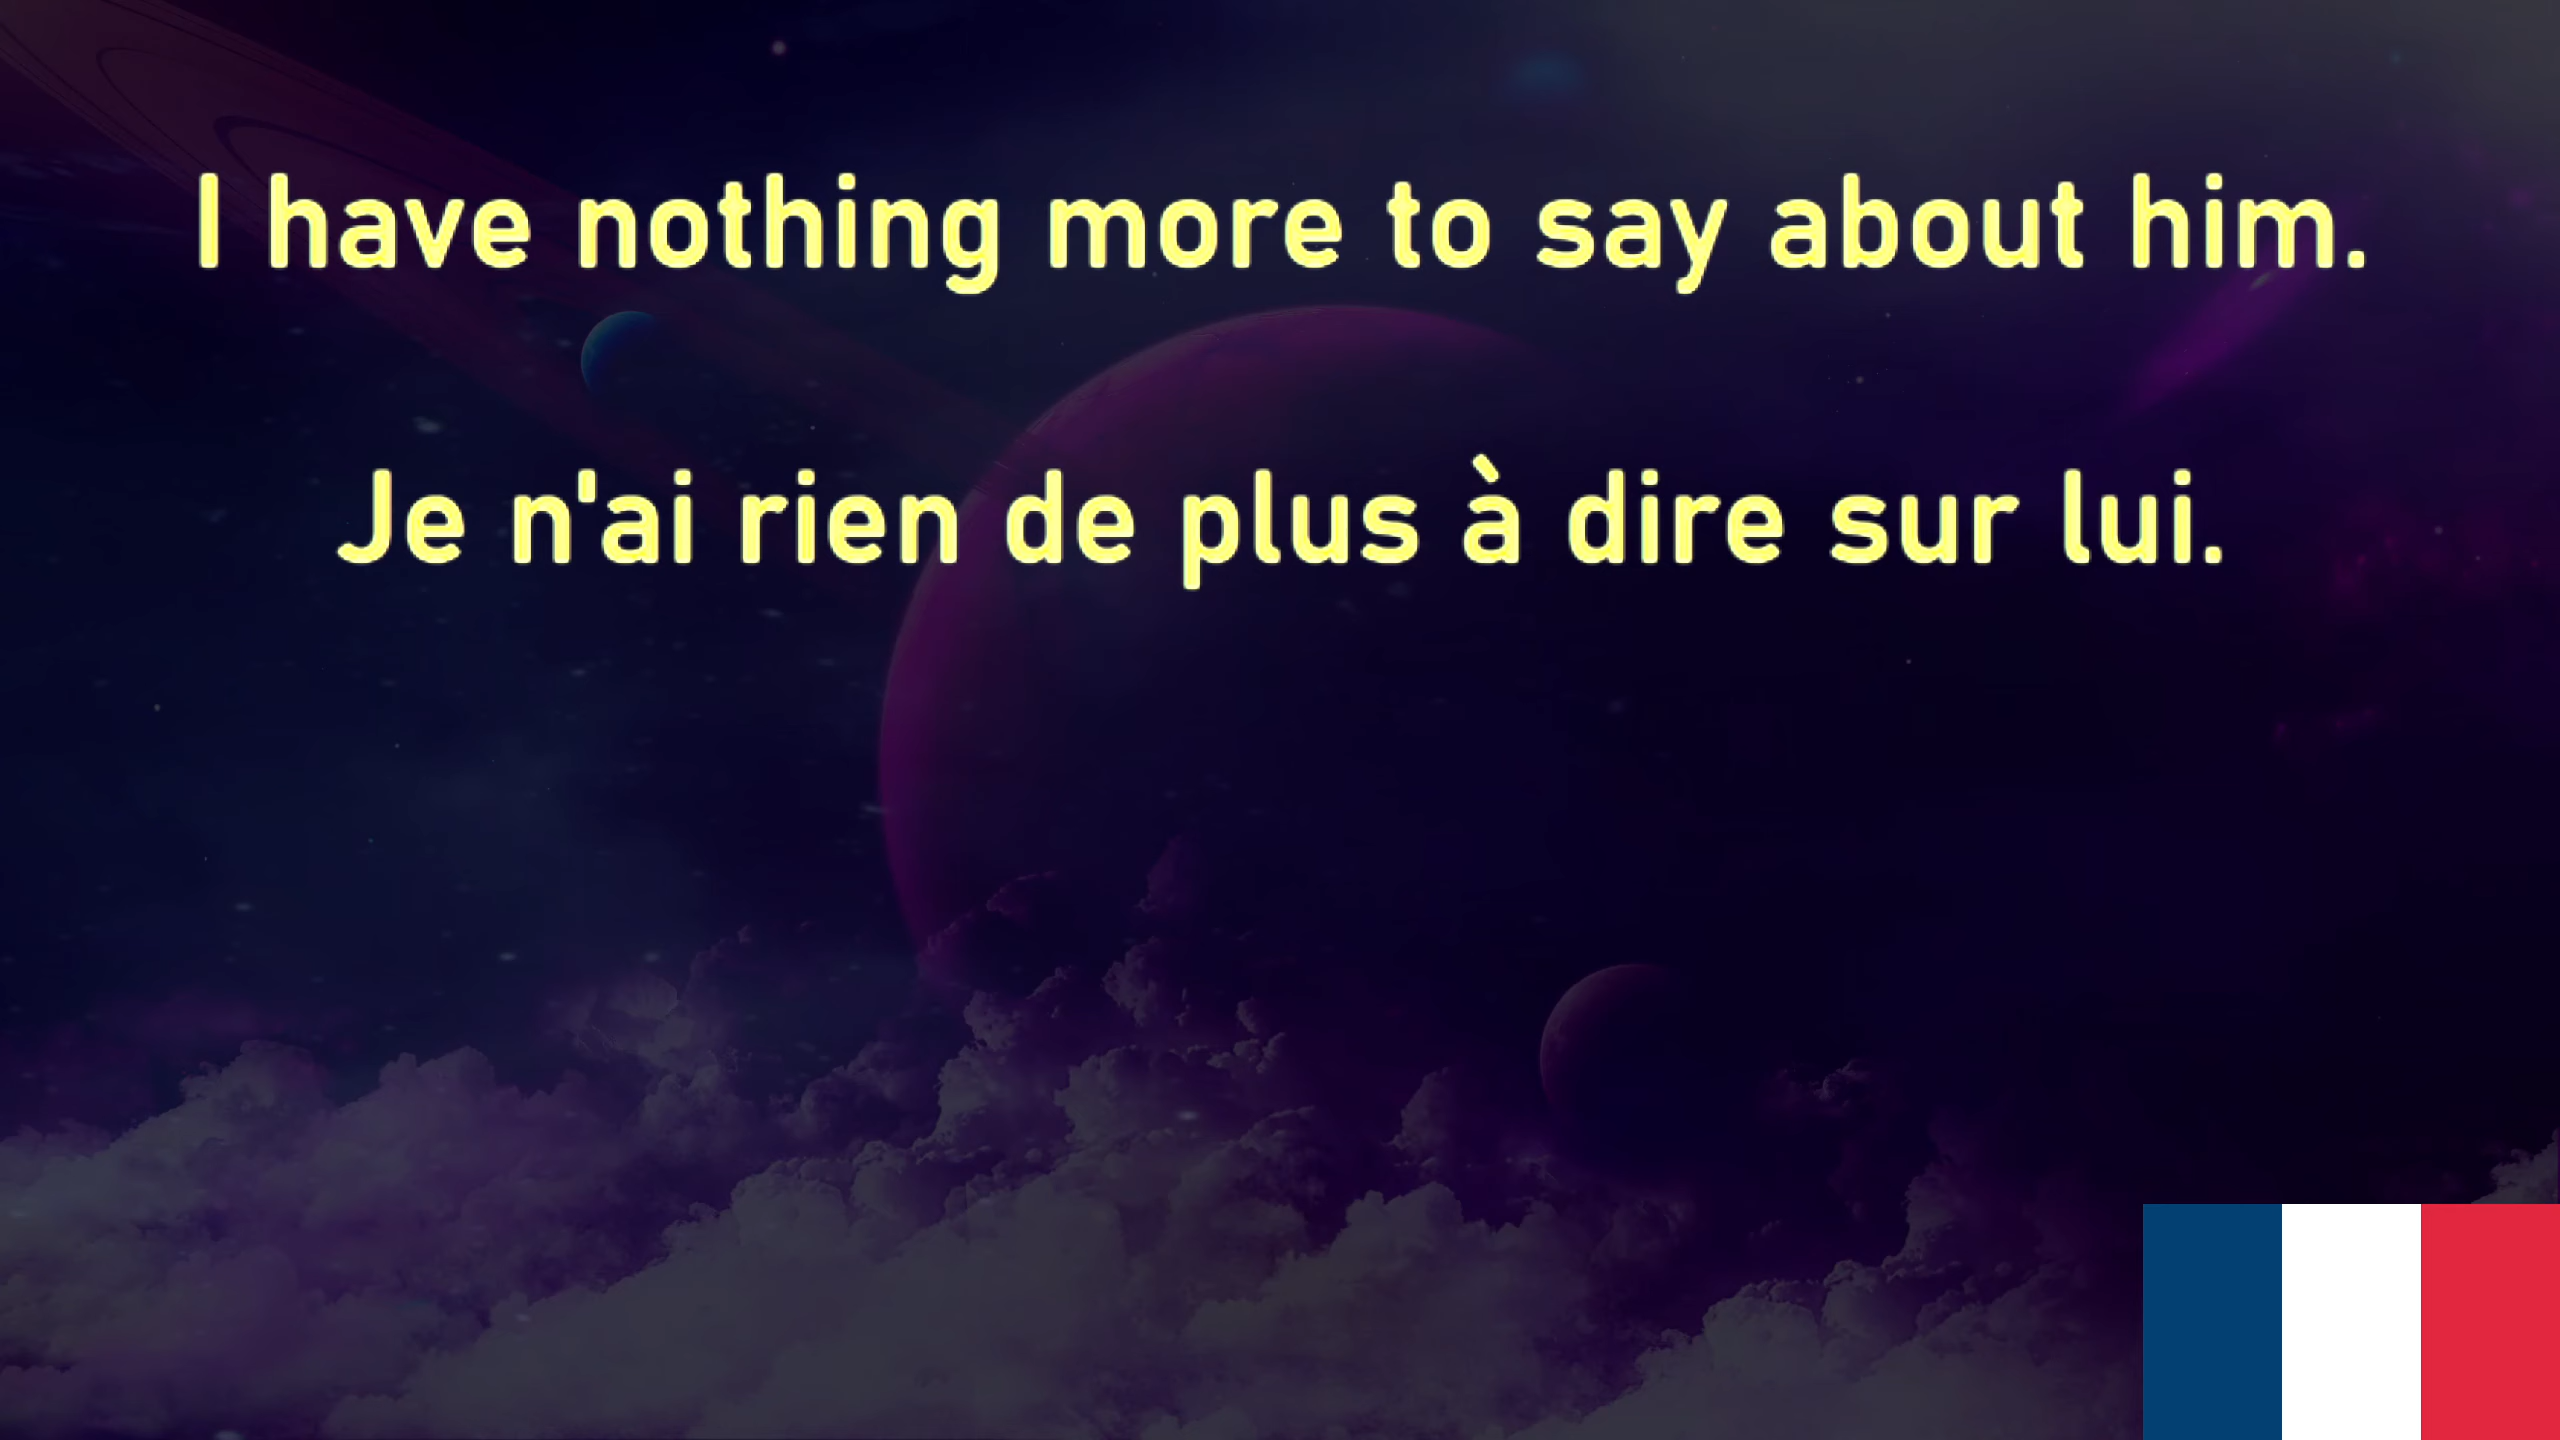 I have nothing more to say about him.
Je n'ai rien de plus à dire sur lui.